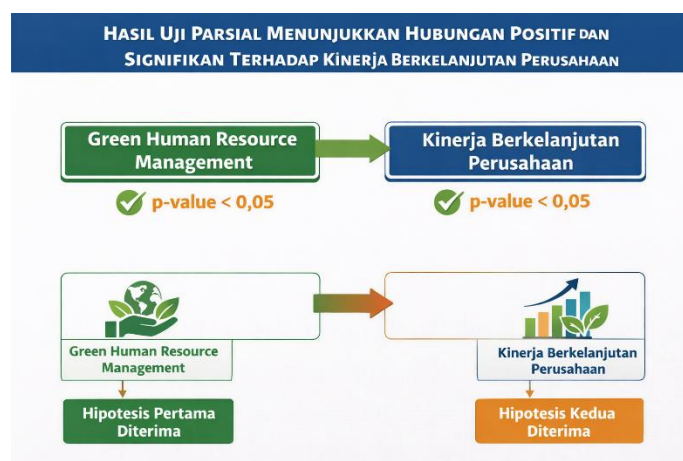 HASIL UJI PARSIAL MENUNJUKKAN HUBUNGAN POSITIF DAN
SIGNIFIKAN TERHADAP KINERJA BERKELANJUTAN PERUSAHAAN
Green Human Resource
Management
Kinerja Berkelanjutan
Perusahaan
p-value < 0,05
p-value < 0,05
Green Human Resource
Management
Kinerja Berkelanjutan
Perusahaan
Hipotesis Pertama
Diterima
Hipotesis Kedua
Diterima